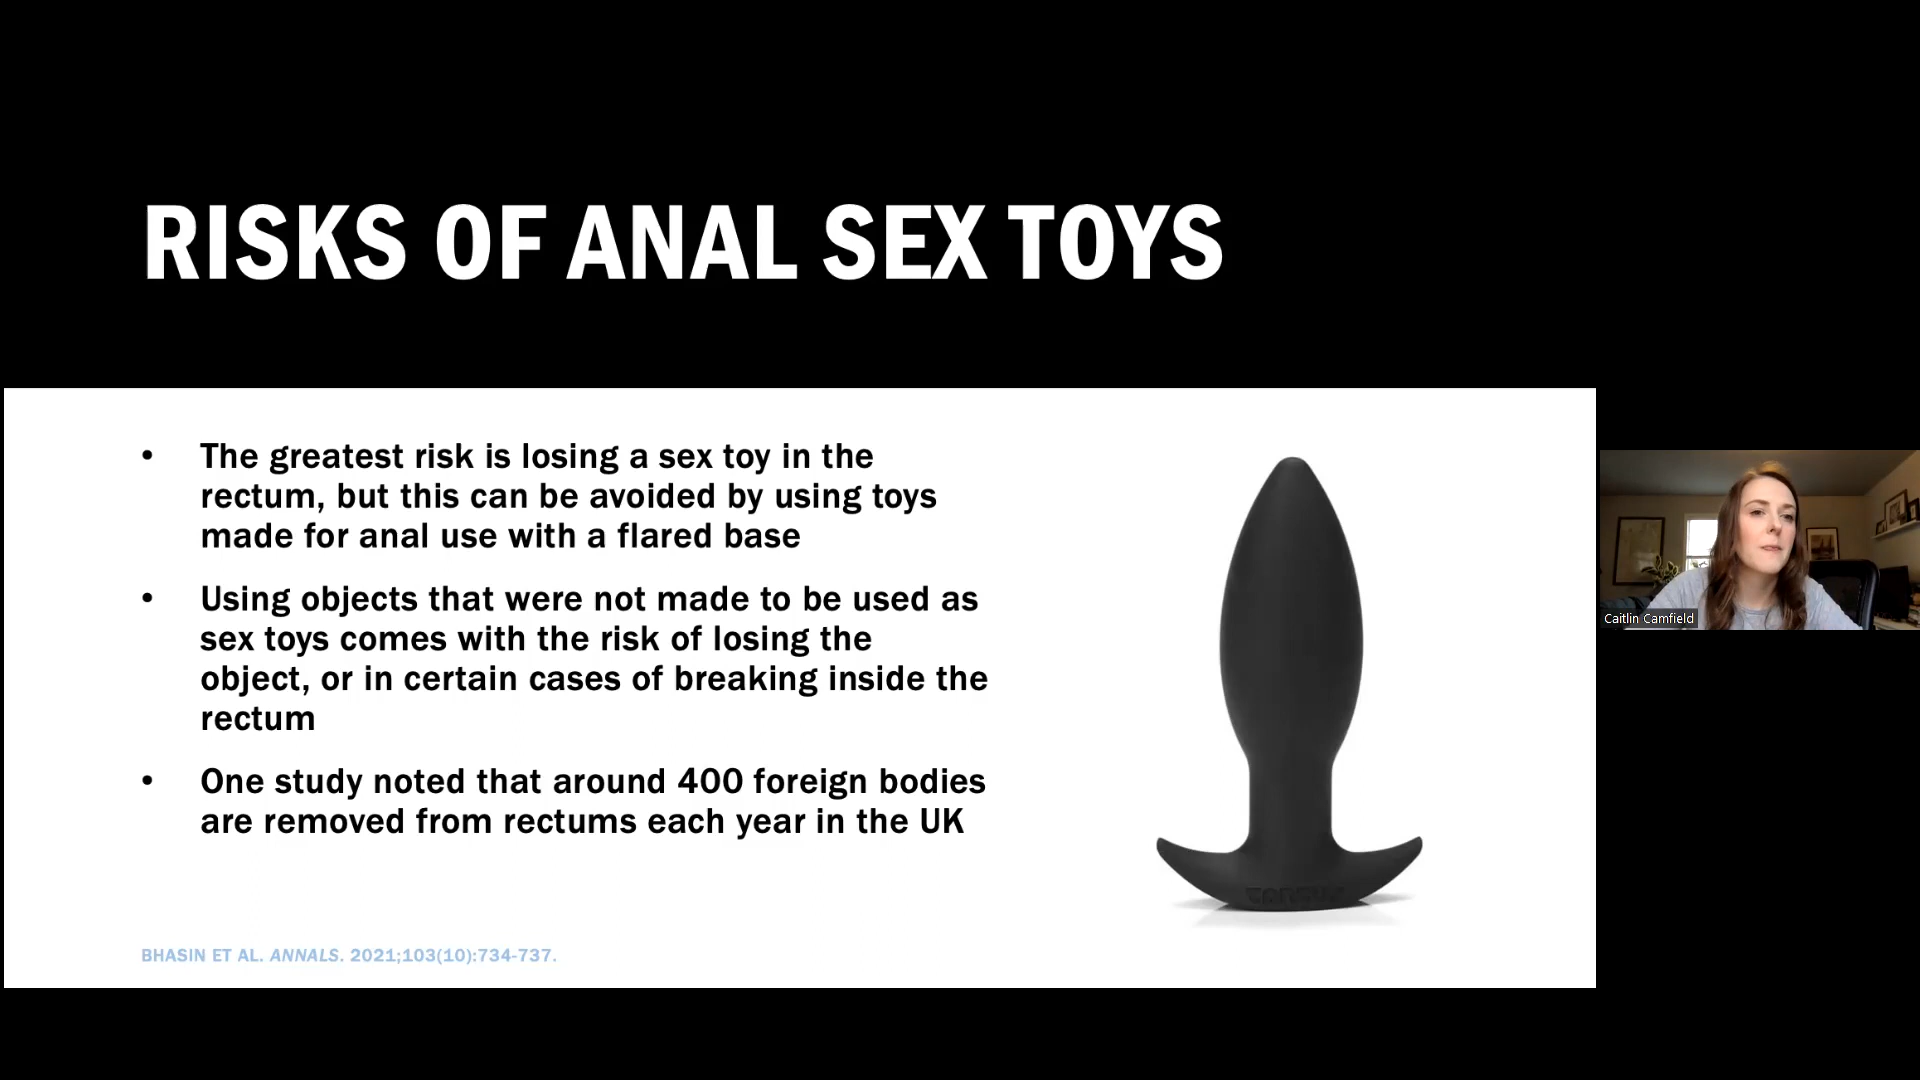 RISKS OF ANAL SEX TOYS
• The greatest risk is losing a sex toy in the
rectum, but this can be avoided by using toys
made for anal use with a flared base
• Using objects that were not made to be used as
sex toys comes with the risk of losing the
object, or in certain cases of breaking inside the
rectum
• One study noted that around 400 foreign bodies
are removed from rectums each year in the UK
BHASIN ET AL. ANNALS. 2021;103(10):734-737.
Caitlin Camfield